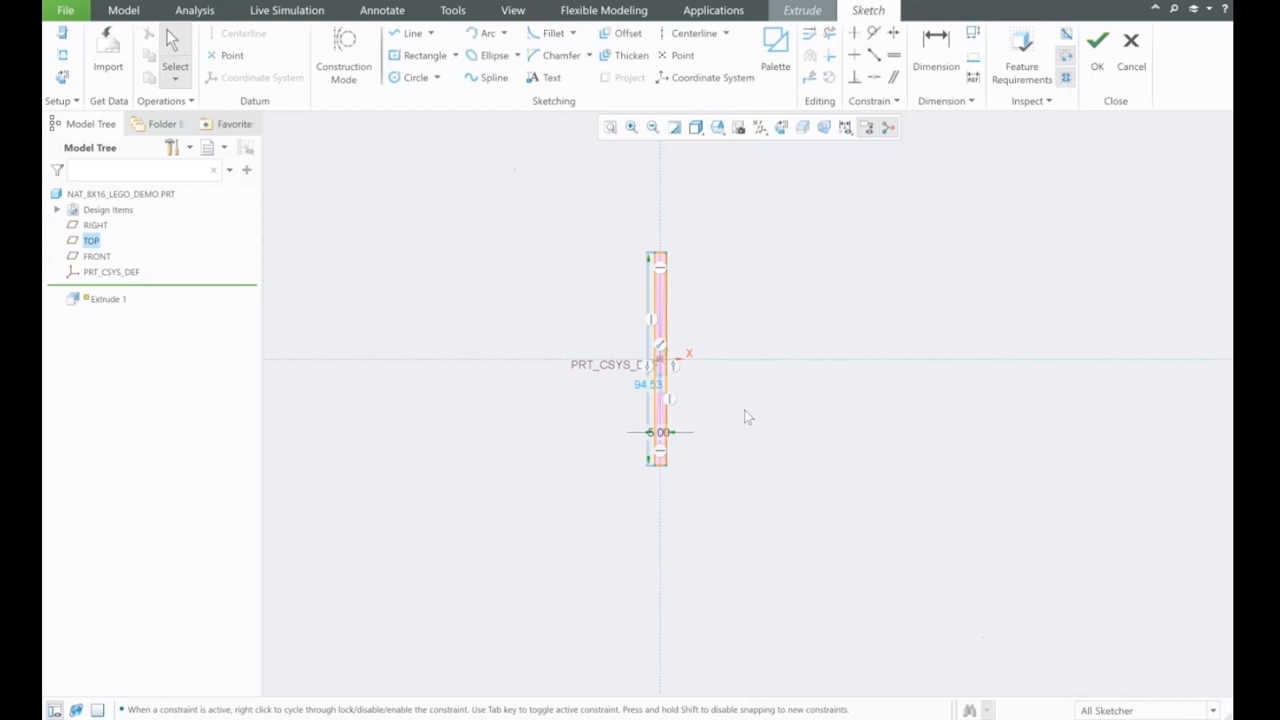 File Model Analysis Live Simulation Annotate Tools View Flexible Modeling Applications Extrude Sketch
Import
Select
Centerline
Point
Coordinate System
Construction
Mode
Line Arc Fillet Offset Centerline
Rectangle Ellipse Chamfer Thicken Point
Circle Spline Text Project Coordinate System
Palette
Dimension
Feature
Requirements
OK Cancel
Setup Get Data Operations Datum Sketching Editing Constrain Dimension Inspect Close
Model Tree Folder Favorite
Model Tree
NAT_8X16_LEGO_DEMO.PRT
Design Items
RIGHT
TOP
FRONT
PRT_CSYS_DEF
Extrude 1
X
PRT_CSYS_D
94.53
5.00
When a constraint is active, right click to cycle through lock/disable/enable the constraint. Use Tab key to toggle active constraint. Press and hold Shift to disable snapping to new constraints.
All Sketcher